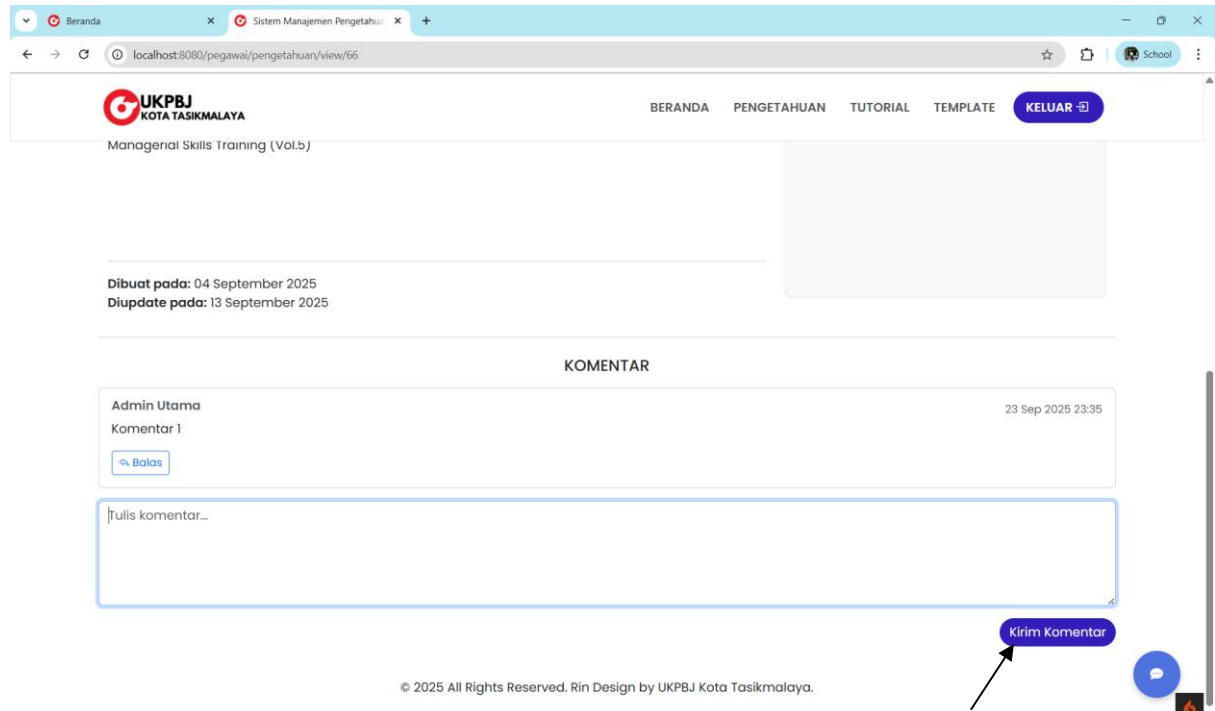 Beranda
Sistem Manajemen Pengetahua
localhost:8080/pegawai/pengetahuan/view/66
School
UKPBJ
KOTA TASIKMALAYA
BERANDA PENGETAHUAN TUTORIAL TEMPLATE KELUAR
Managerial Skills Training (Vol.5)
Dibuat pada: 04 September 2025
Diupdate pada: 13 September 2025
KOMENTAR
Admin Utama
23 Sep 2025 23:35
Komentar 1
Balas
Tulis komentar...
Kirim Komentar
© 2025 All Rights Reserved. Rin Design by UKPBJ Kota Tasikmalaya.